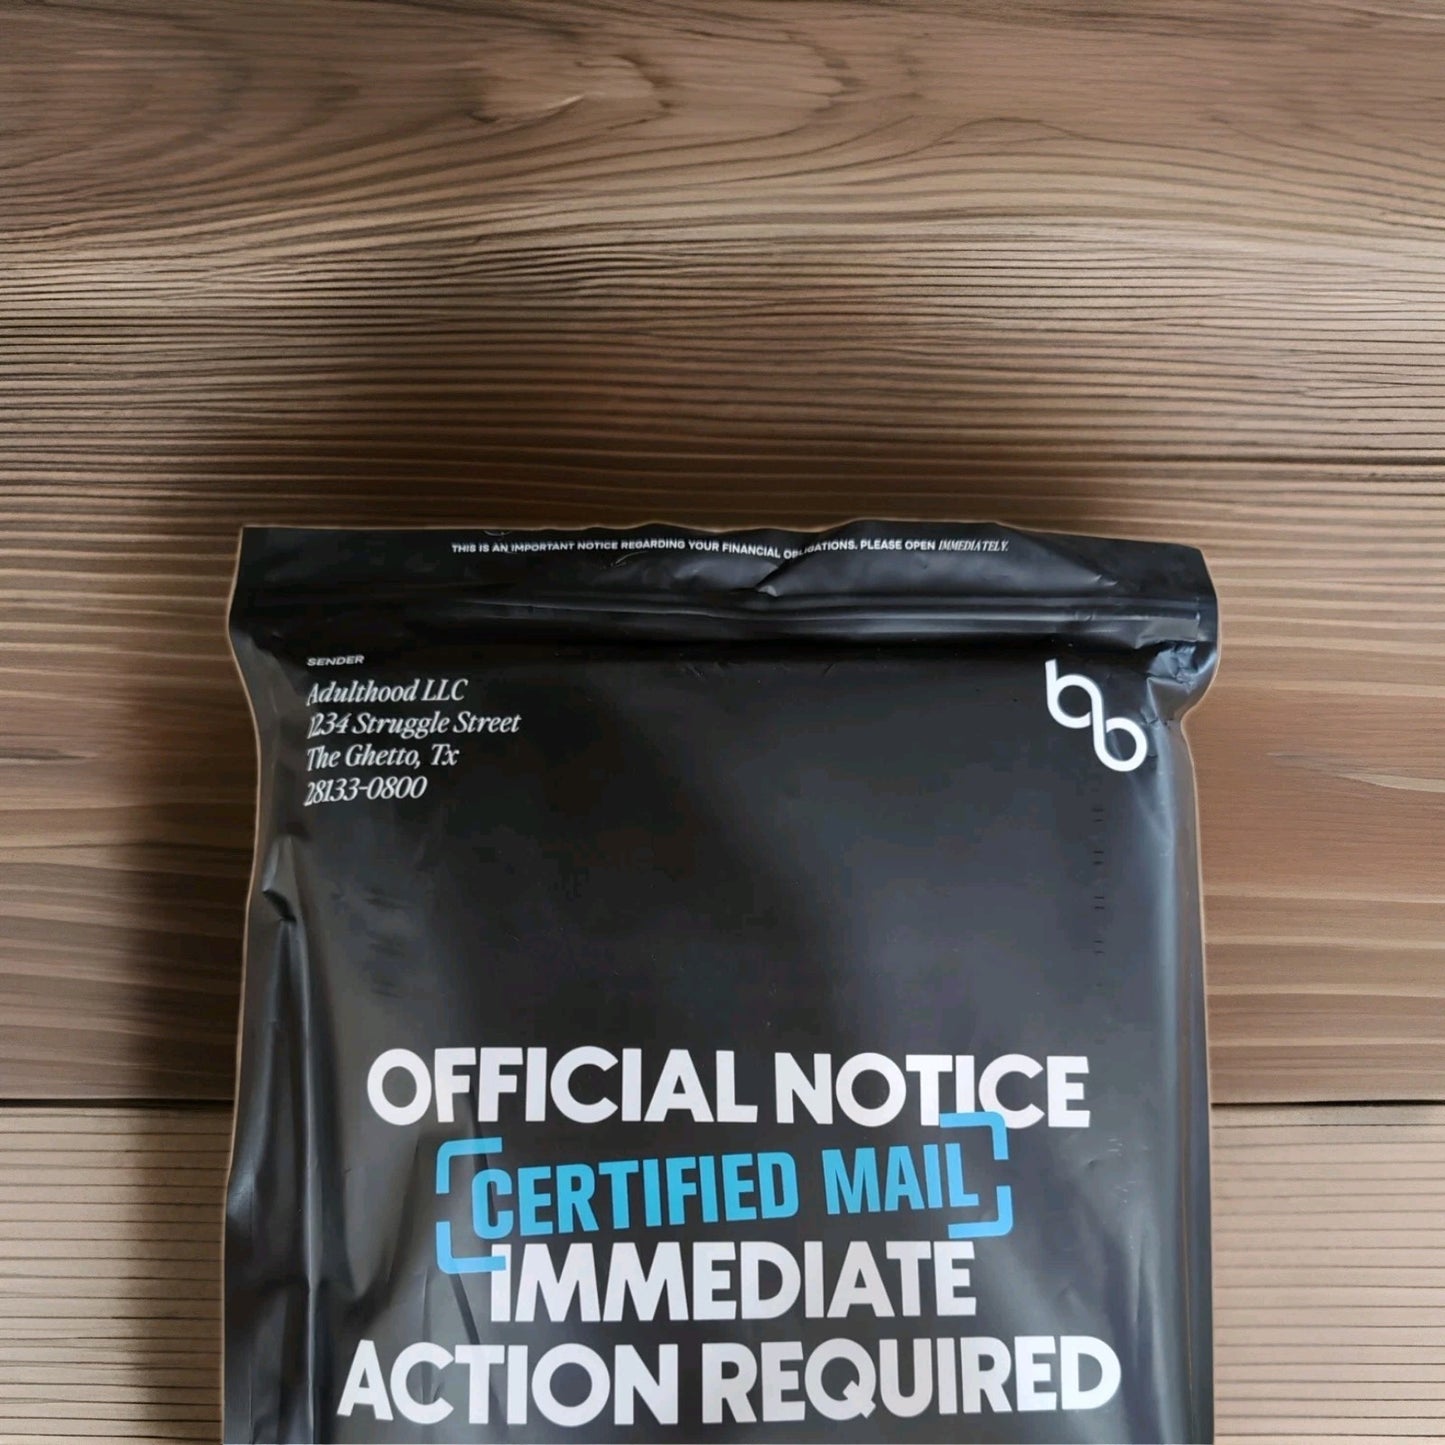 THIS IS AN IMPORTANT NOTICE REGARDING YOUR FINANCIAL OBLIGATIONS. PLEASE OPEN IMMEDIATELY.
SENDER
Adulthood LLC
1234 Struggle Street
The Ghetto, Tx
28133-0800
OFFICIAL NOTICE
CERTIFIED MAIL
IMMEDIATE
ACTION REQUIRED